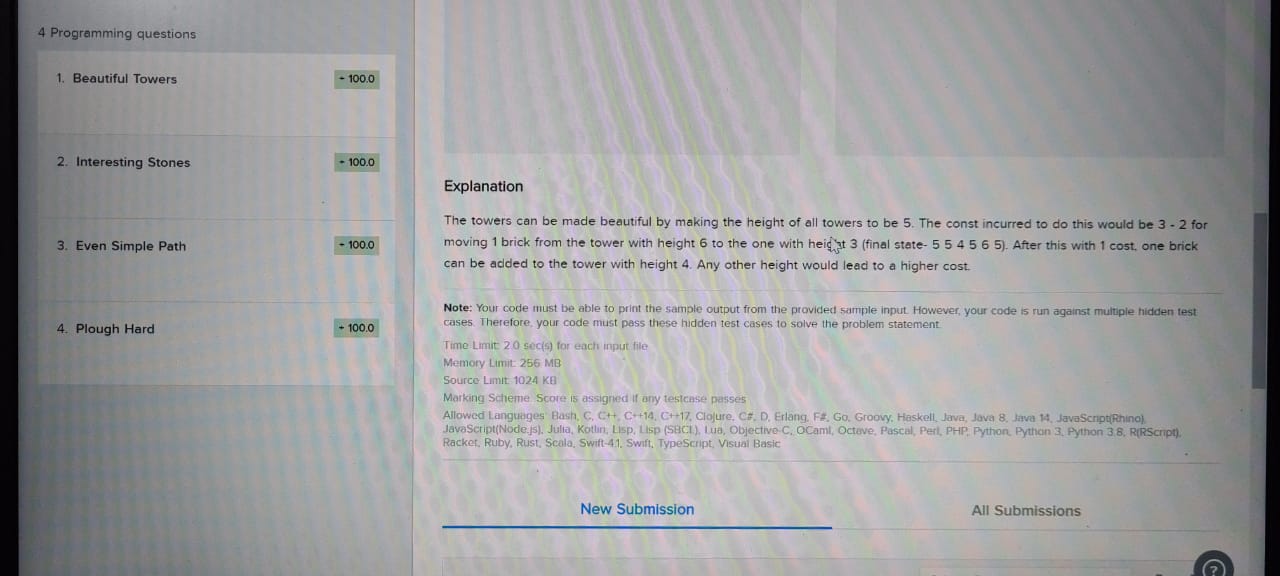 4 Programming questions
1. Beautiful Towers
- 100.0
2. Interesting Stones
- 100.0
3. Even Simple Path
- 100.0
4. Plough Hard
- 100.0
Explanation
The towers can be made beautiful by making the height of all towers to be 5. The const incurred to do this would be 3 - 2 for
moving 1 brick from the tower with height 6 to the one with height 3 (final state- 5 5 4 5 6 5). After this with 1 cost, one brick
can be added to the tower with height 4. Any other height would lead to a higher cost.
Note: Your code must be able to print the sample output from the provided sample input. However, your code is run against multiple hidden test
cases. Therefore, your code must pass these hidden test cases to solve the problem statement.
Time Limit: 2.0 sec(s) for each input file
Memory Limit: 256 MB
Source Limit: 1024 KB
Marking Scheme: Score is assigned if any testcase passes
Allowed Languages: Bash, C, C++, C++14, C++17, Clojure, C#, D, Erlang, F#, Go, Groovy, Haskell, Java, Java 8, Java 14, JavaScript(Rhino),
JavaScript(Node.js), Julia, Kotlin, Lisp, Lisp (SBCL), Lua, Objective-C, OCaml, Octave, Pascal, Perl, PHP, Python, Python 3, Python 3.8, R(RScript),
Racket, Ruby, Rust, Scala, Swift-4.1, Swift, TypeScript, Visual Basic
New Submission
All Submissions
?